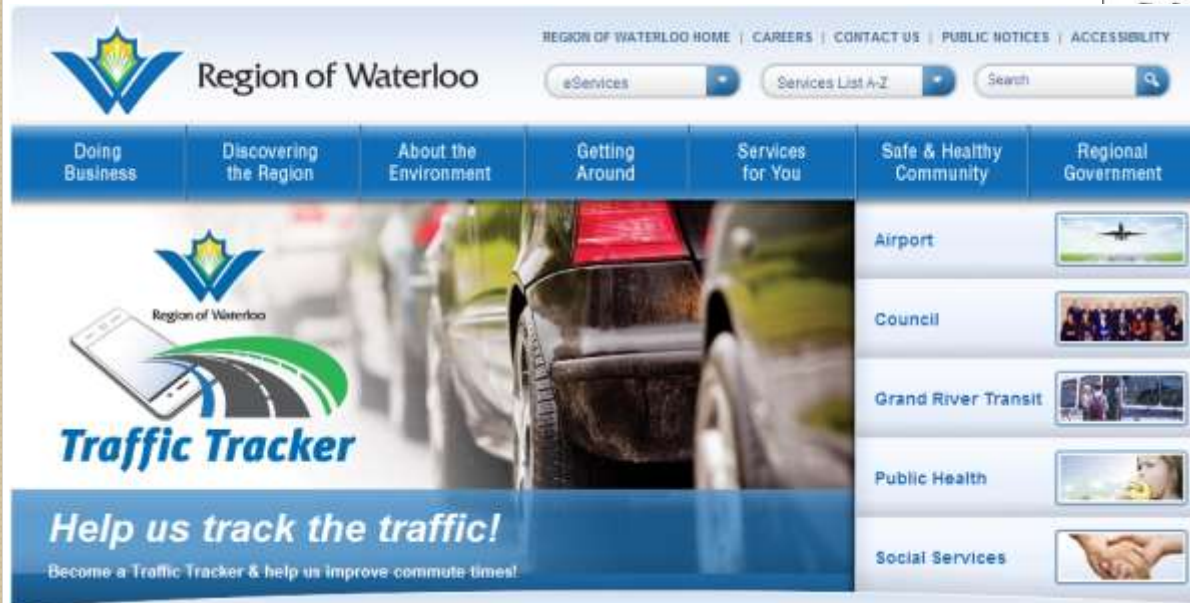 REGION OF WATERLOO HOME | CAREERS | CONTACT US | PUBLIC NOTICES | ACCESSIBILITY
Region of Waterloo
eServices
Services List A-Z
Search
Doing Business
Discovering the Region
About the Environment
Getting Around
Services for You
Safe & Healthy Community
Regional Government
Region of Waterloo
Traffic Tracker
Help us track the traffic!
Become a Traffic Tracker & help us improve commute times!
Airport
Council
Grand River Transit
Public Health
Social Services